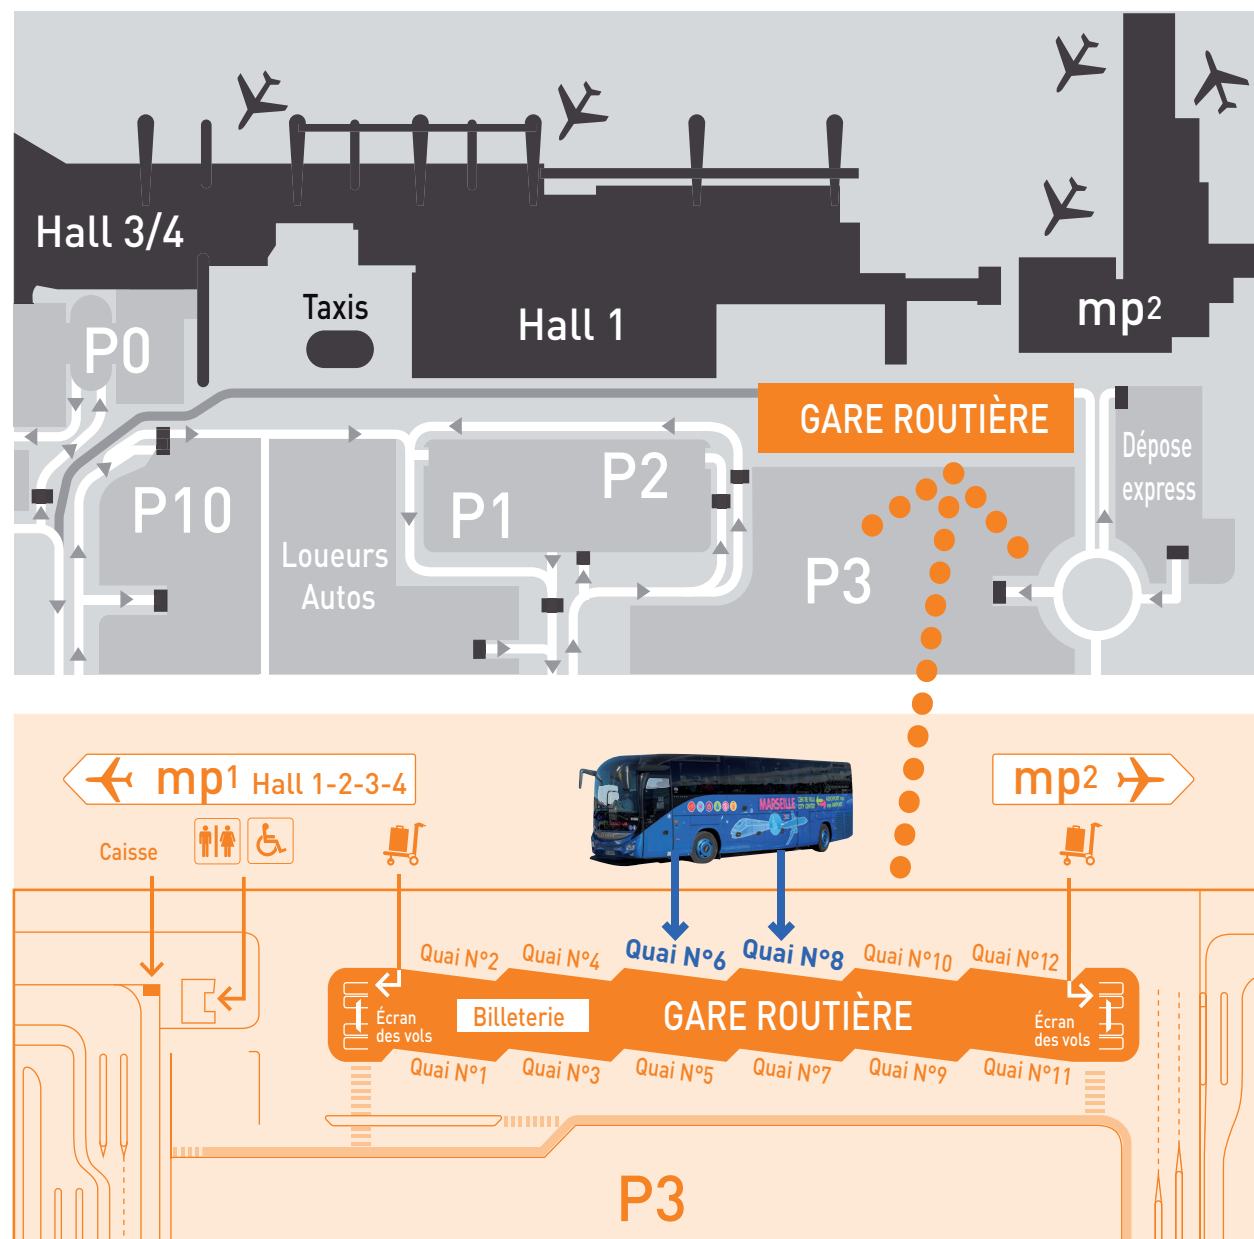 Hall 3/4
Taxis
Hall 1
mp2
P0
GARE ROUTIÈRE
Dépose
express
P2
P10
P1
Loueurs
Autos
P3
mp1 Hall 1-2-3-4
mp2
MARSEILLE
Caisse
Quai N°2
Quai N°4
Quai N°6
Quai N°8
Quai N°10
Quai N°12
Écran
des vols
Billeterie
GARE ROUTIÈRE
Écran
des vols
Quai N°1
Quai N°3
Quai N°5
Quai N°7
Quai N°9
Quai N°11
P3